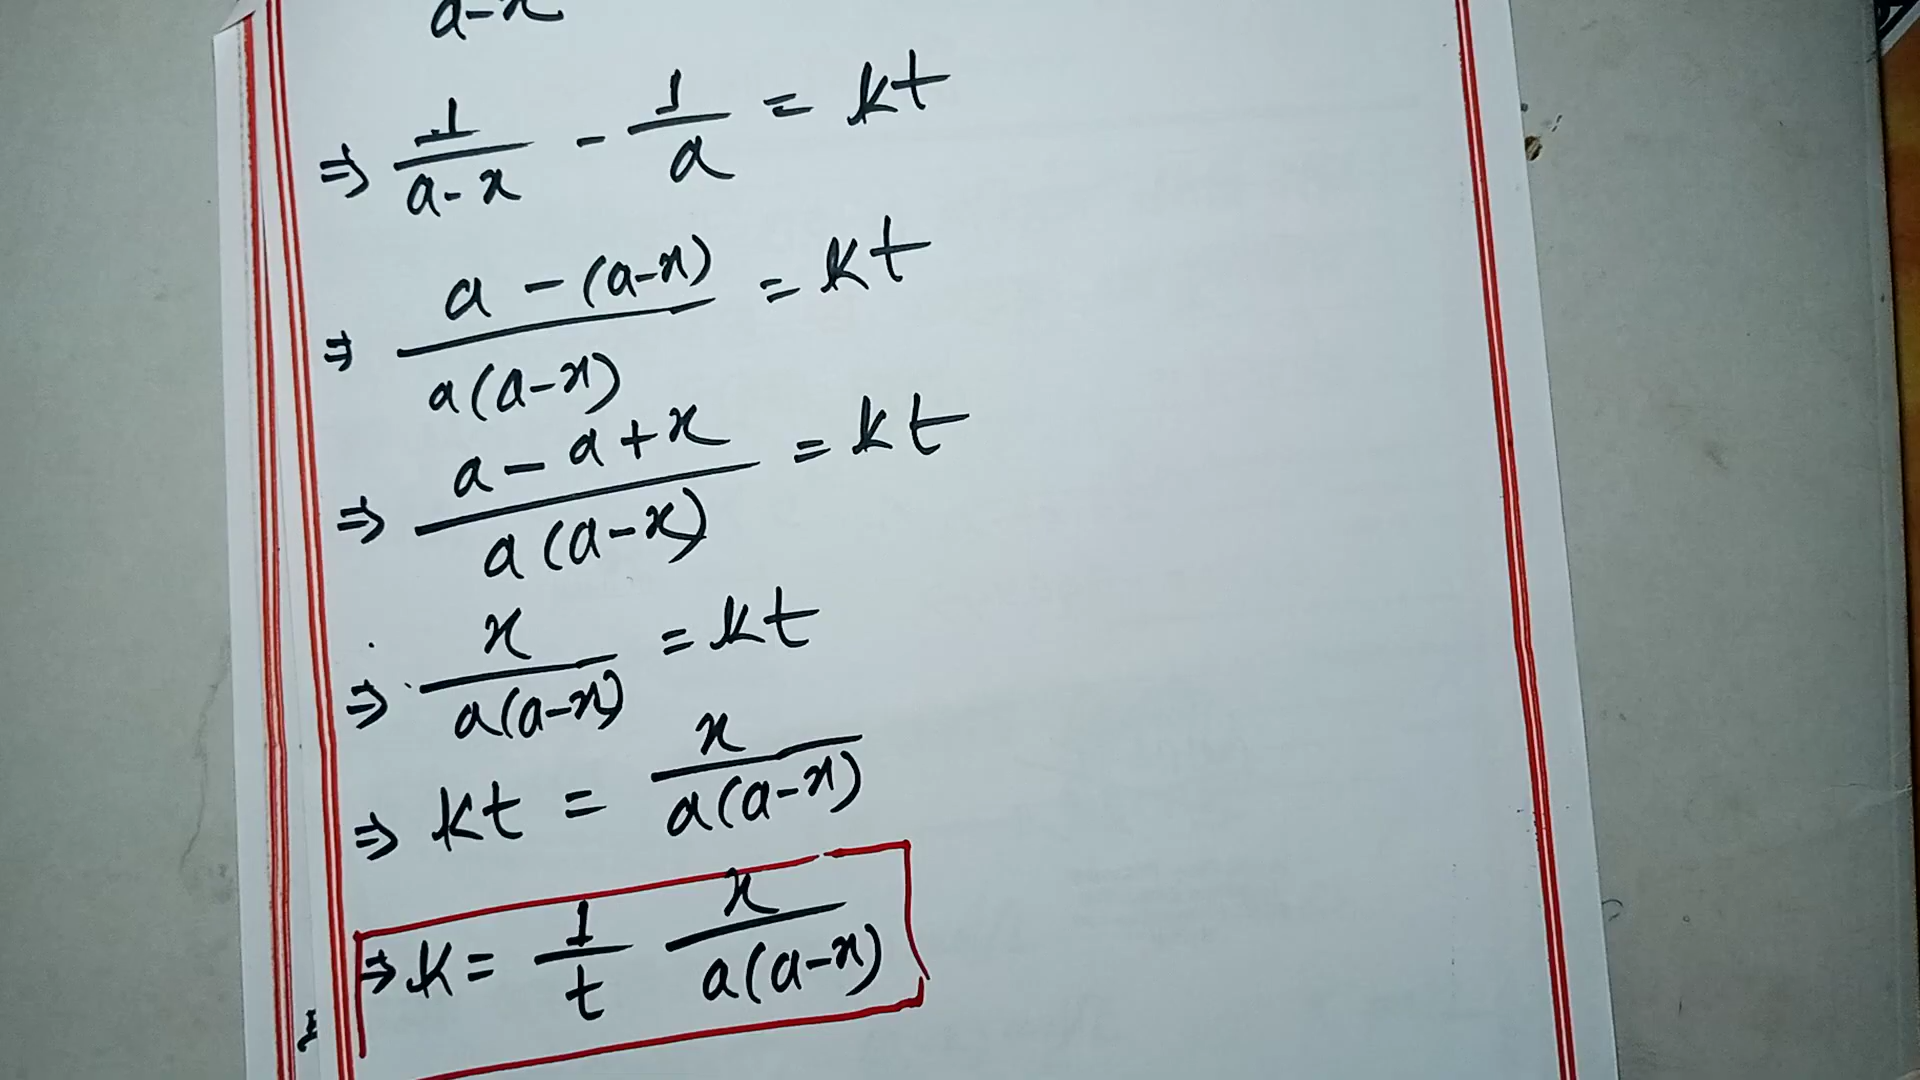 a-x
⇒ 1/(a-x) - 1/a = kt
⇒ (a - (a-x))/(a(a-x)) = kt
⇒ (a - a + x)/(a(a-x)) = kt
⇒ x/(a(a-x)) = kt
⇒ kt = x/(a(a-x))
⇒ k = 1/t x/(a(a-x))